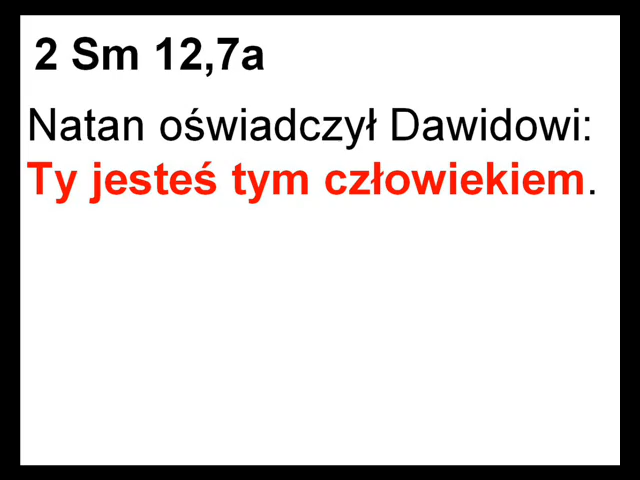 2 Sm 12,7a
Natan oświadczył Dawidowi:
Ty jesteś tym człowiekiem.